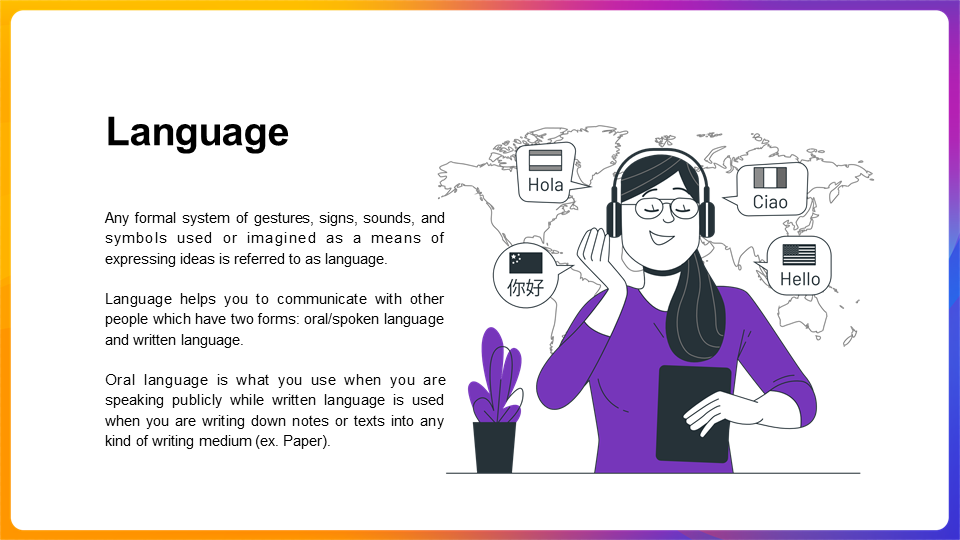 Language
Any formal system of gestures, signs, sounds, and
symbols used or imagined as a means of
expressing ideas is referred to as language.
Language helps you to communicate with other
people which have two forms: oral/spoken language
and written language.
Oral language is what you use when you are
speaking publicly while written language is used
when you are writing down notes or texts into any
kind of writing medium (ex. Paper).
Hola
Ciao
你好
Hello